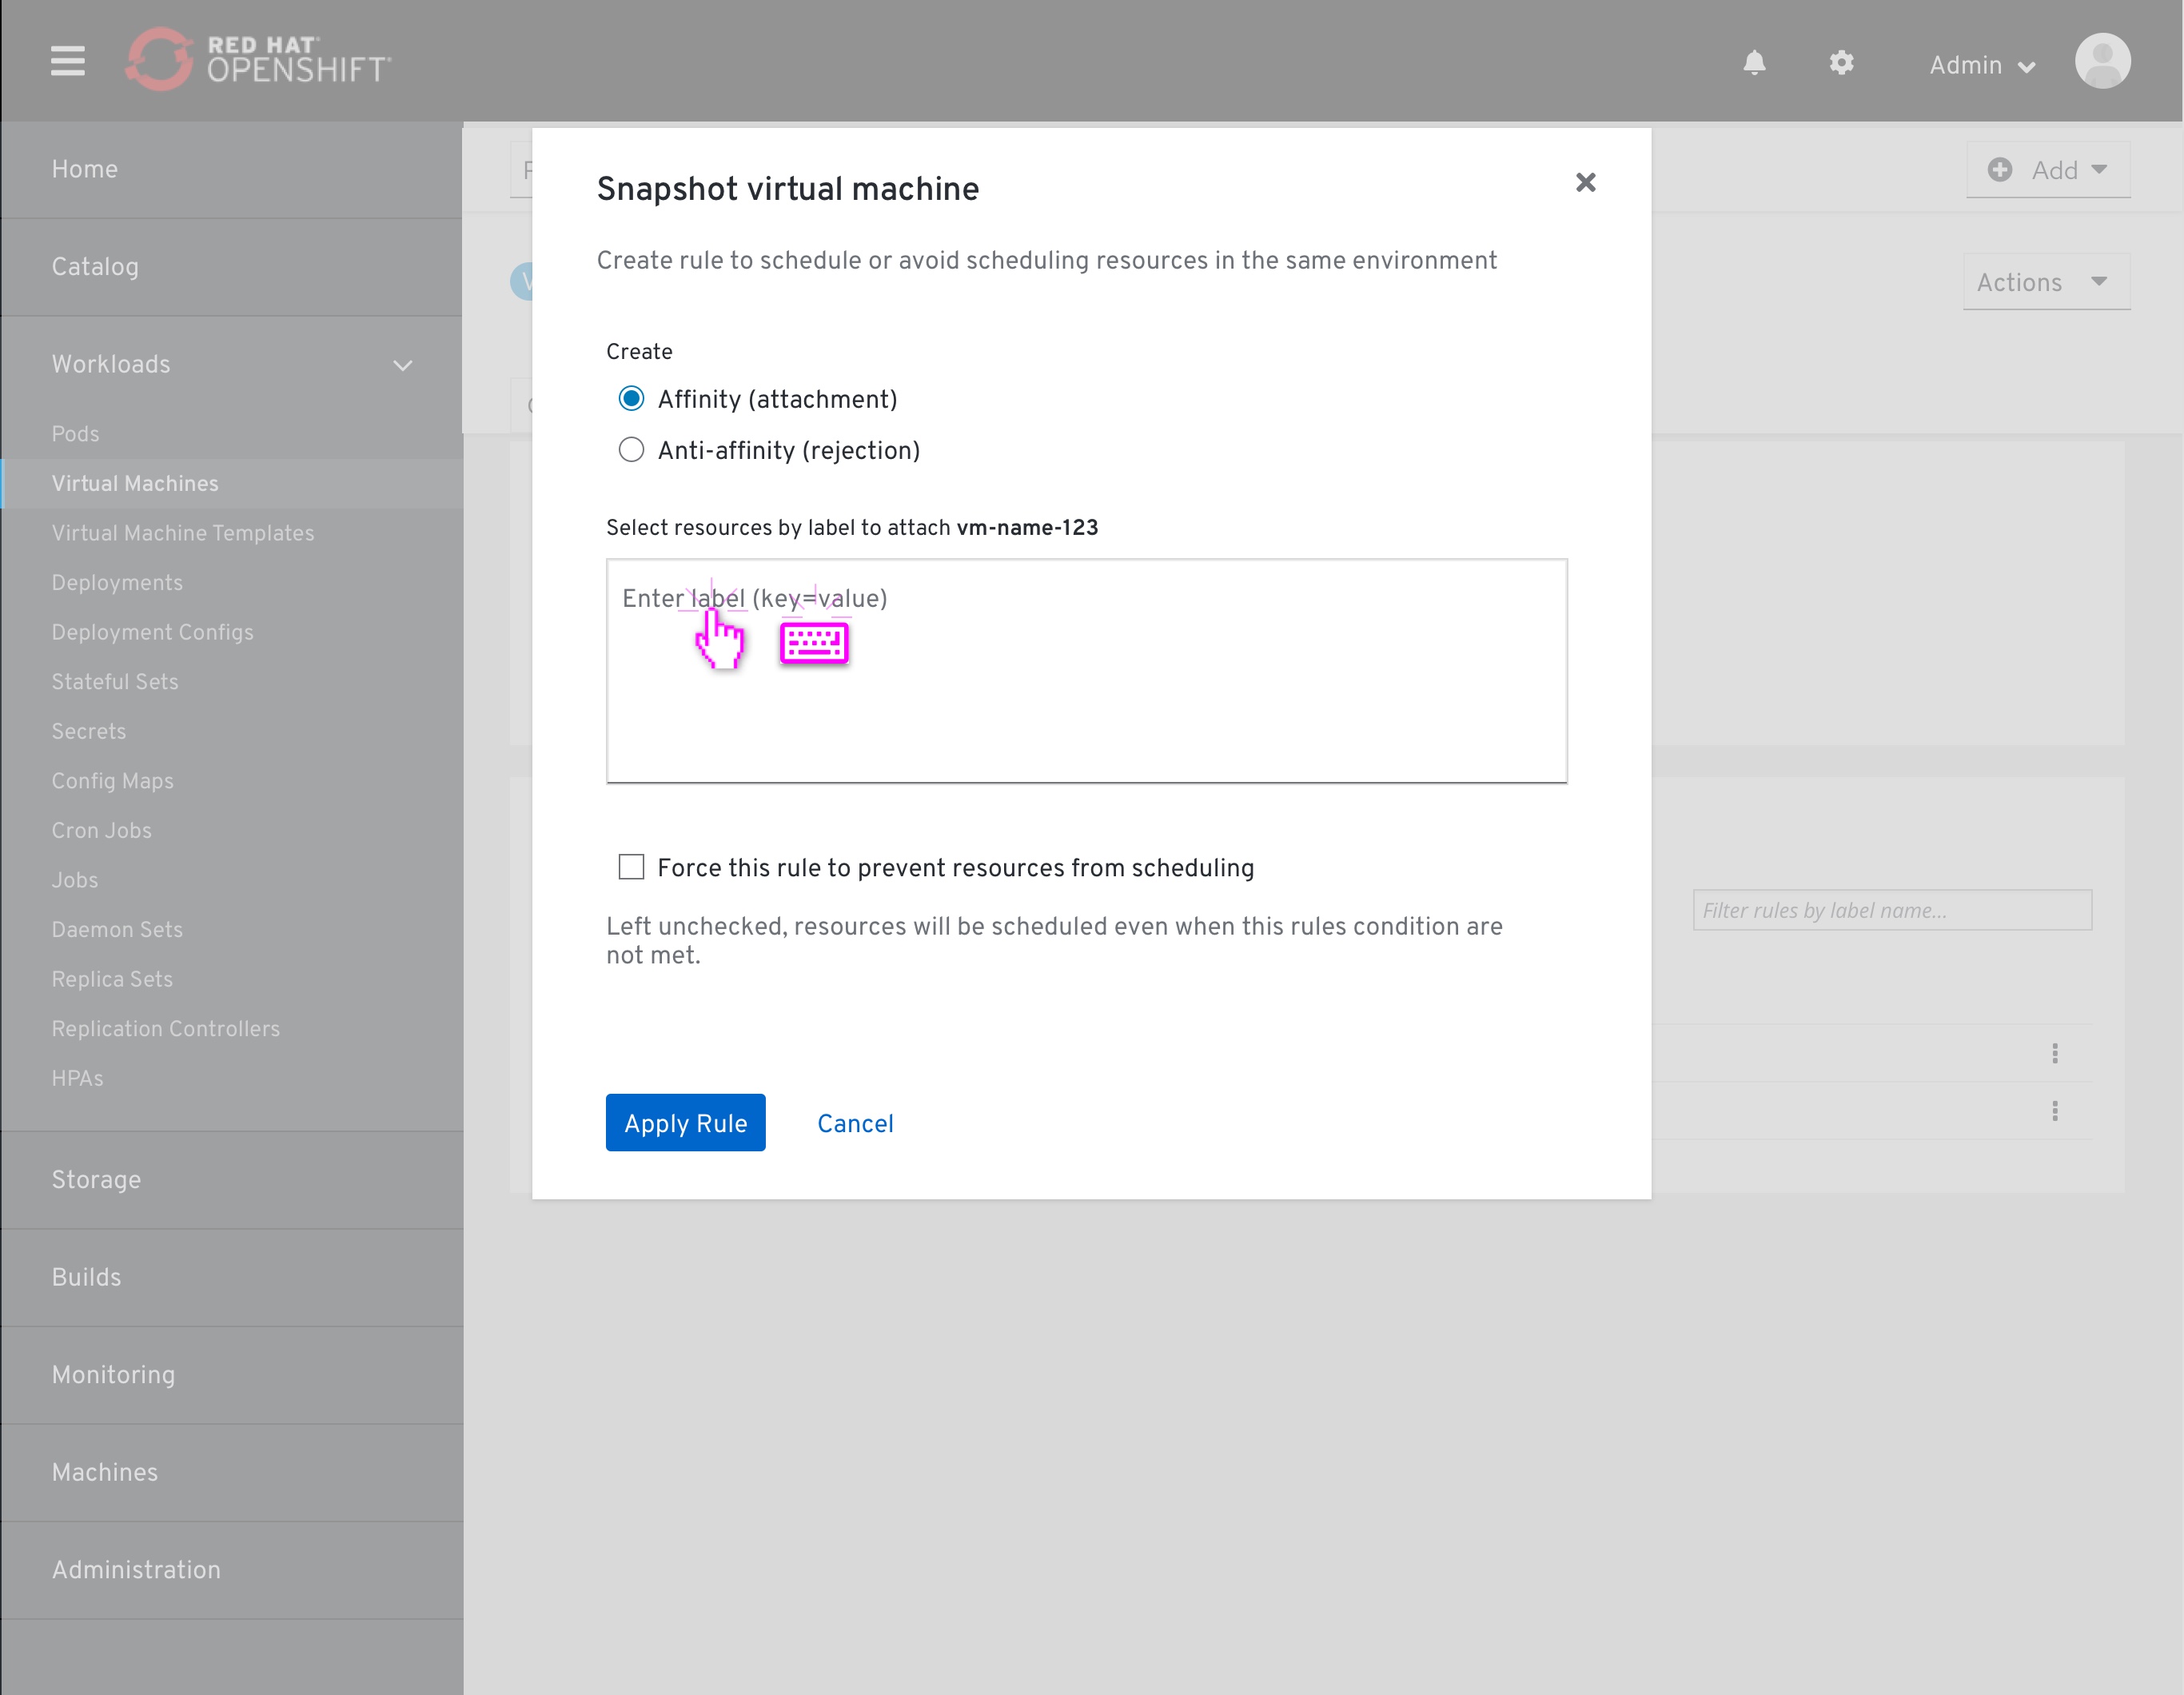 RED HAT
OPENSHIFT
Admin
Home
Catalog
Workloads
Pods
Virtual Machines
Virtual Machine Templates
Deployments
Deployment Configs
Stateful Sets
Secrets
Config Maps
Cron Jobs
Jobs
Daemon Sets
Replica Sets
Replication Controllers
HPAs
Storage
Builds
Monitoring
Machines
Administration
Add
Actions
Snapshot virtual machine
Create rule to schedule or avoid scheduling resources in the same environment
Create
Affinity (attachment)
Anti-affinity (rejection)
Select resources by label to attach vm-name-123
Enter label (key=value)
Force this rule to prevent resources from scheduling
Left unchecked, resources will be scheduled even when this rules condition are
not met.
Apply Rule
Cancel
Filter rules by label name...